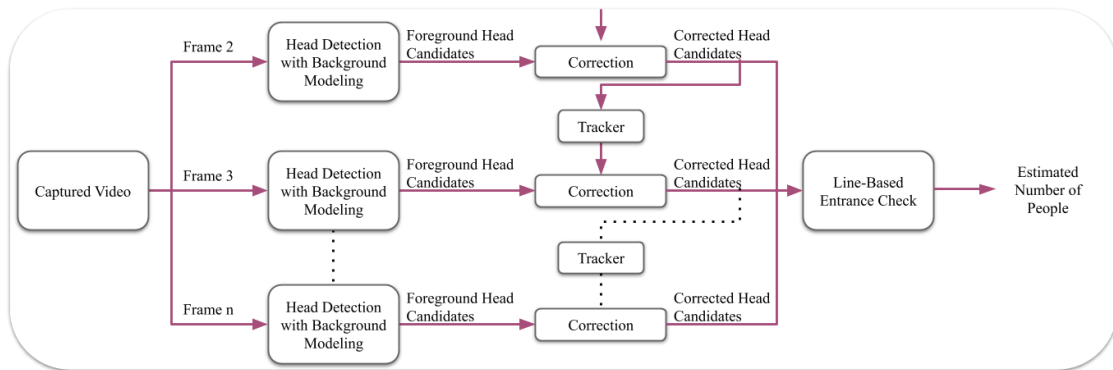 Captured Video
Frame 2
Head Detection
with Background
Modeling
Foreground Head
Candidates
Correction
Corrected Head
Candidates
Tracker
Frame 3
Head Detection
with Background
Modeling
Foreground Head
Candidates
Correction
Corrected Head
Candidates
Tracker
Frame n
Head Detection
with Background
Modeling
Foreground Head
Candidates
Correction
Corrected Head
Candidates
Line-Based
Entrance Check
Estimated
Number of
People